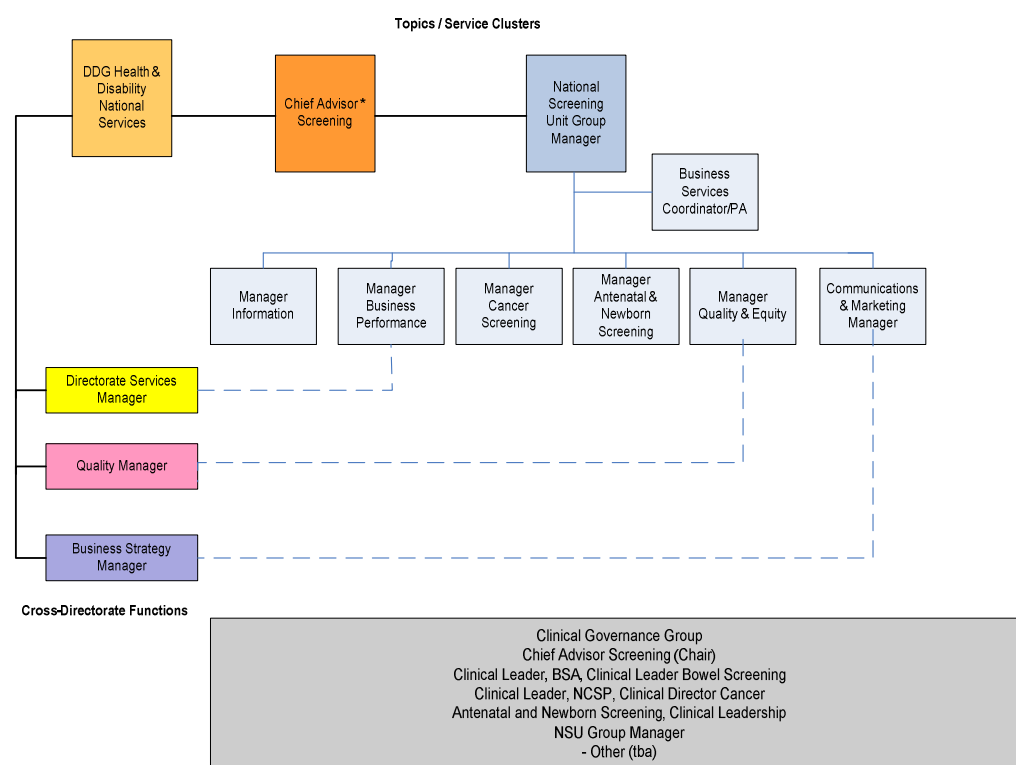 Topics / Service Clusters
DDG Health &
Disability
National
Services
Chief Advisor *
Screening
National
Screening
Unit Group
Manager
Business
Services
Coordinator/PA
Manager
Information
Manager
Business
Performance
Manager
Cancer
Screening
Manager
Antenatal &
Newborn
Screening
Manager
Quality & Equity
Communications
& Marketing
Manager
Directorate Services
Manager
Quality Manager
Business Strategy
Manager
Cross-Directorate Functions
Clinical Governance Group
Chief Advisor Screening (Chair)
Clinical Leader, BSA, Clinical Leader Bowel Screening
Clinical Leader, NCSP, Clinical Director Cancer
Antenatal and Newborn Screening, Clinical Leadership
NSU Group Manager
- Other (tba)